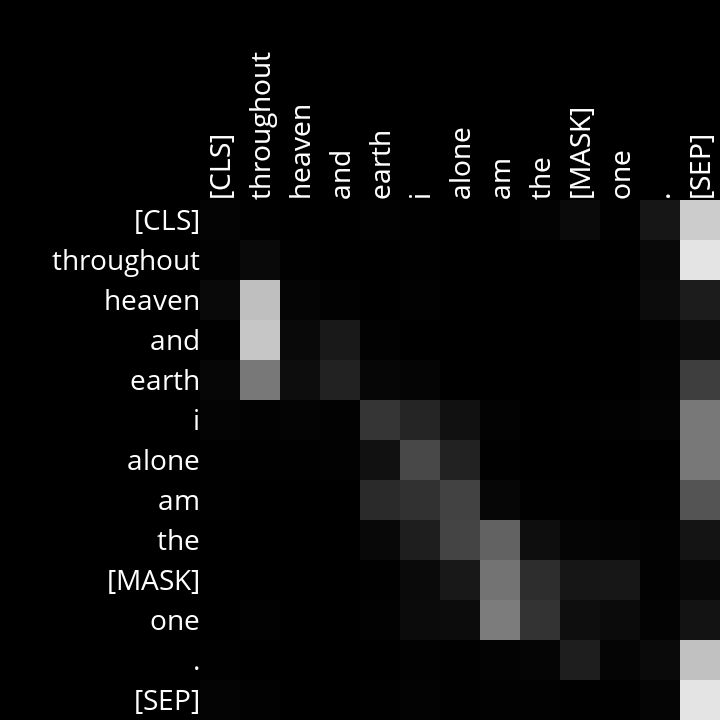 [CLS] throughout heaven and earth i alone am the [MASK] one . [SEP]
[CLS]
throughout
heaven
and
earth
i
alone
am
the
[MASK]
one
.
[SEP]